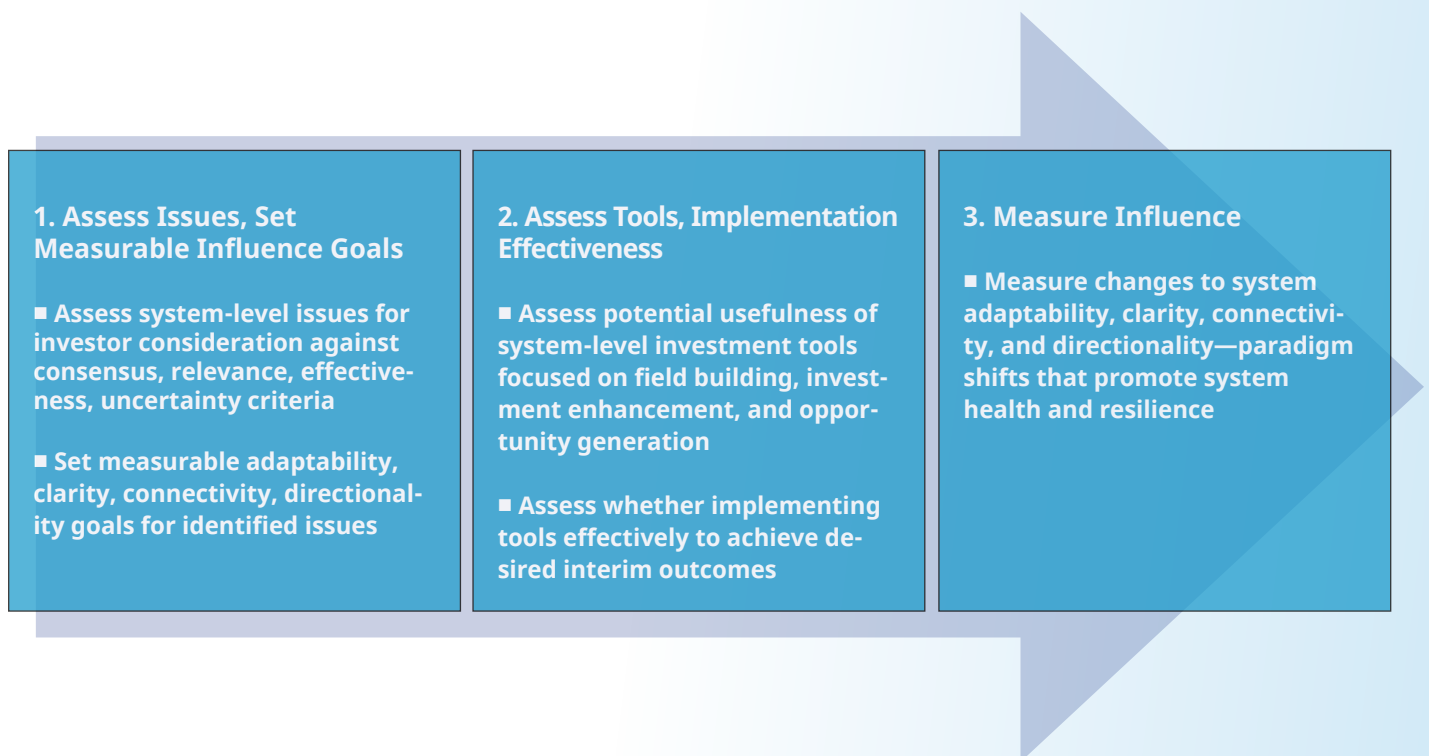 1. Assess Issues, Set
Measurable Influence Goals
■ Assess system-level issues for
investor consideration against
consensus, relevance, effective-
ness, uncertainty criteria
■ Set measurable adaptability,
clarity, connectivity, directional-
ity goals for identified issues
2. Assess Tools, Implementation
Effectiveness
■ Assess potential usefulness of
system-level investment tools
focused on field building, invest-
ment enhancement, and oppor-
tunity generation
■ Assess whether implementing
tools effectively to achieve de-
sired interim outcomes
3. Measure Influence
■ Measure changes to system
adaptability, clarity, connectivi-
ty, and directionality—paradigm
shifts that promote system
health and resilience